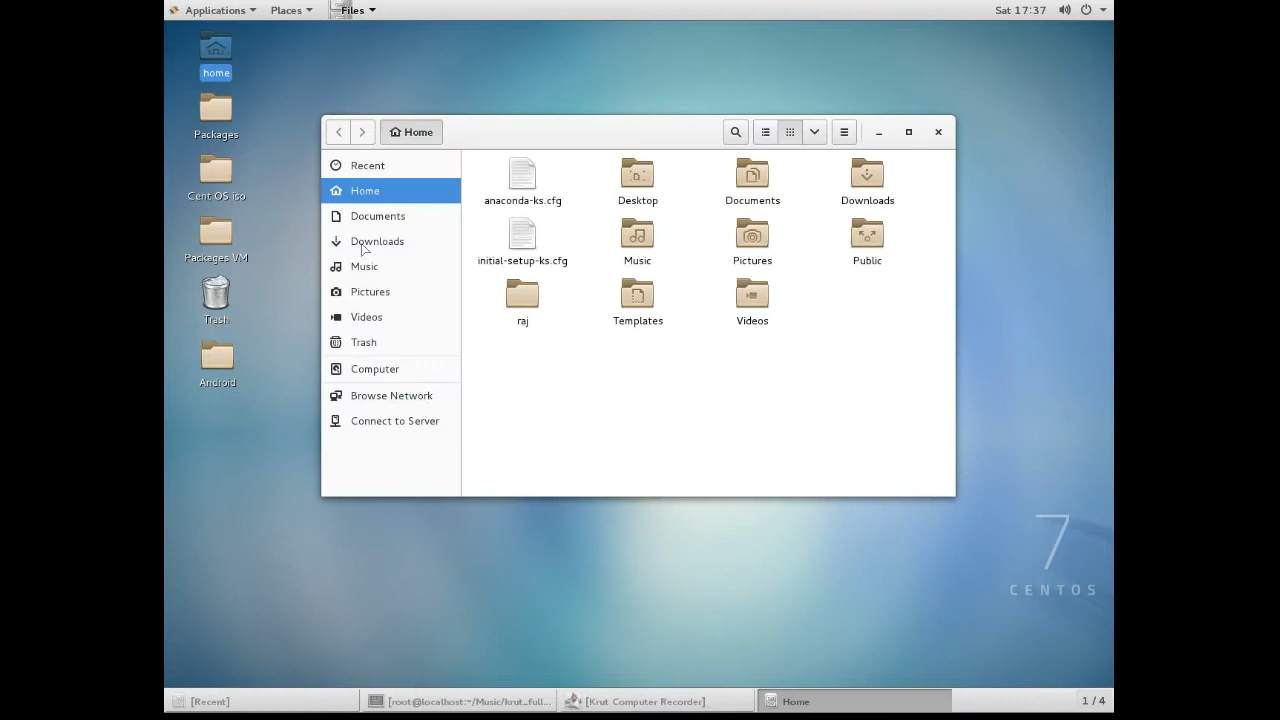 Applications Places Files Sat 17:37
home
Packages
Cent OS iso
Packages VM
Trash
Android
Home
Recent
Home
Documents
Downloads
Music
Pictures
Videos
Trash
Computer
Browse Network
Connect to Server
anaconda-ks.cfg Desktop Documents Downloads
initial-setup-ks.cfg Music Pictures Public
raj Templates Videos
7
CENTOS
[Recent] [root@localhost:~/Music/krut_full... [Krut Computer Recorder] Home 1 / 4